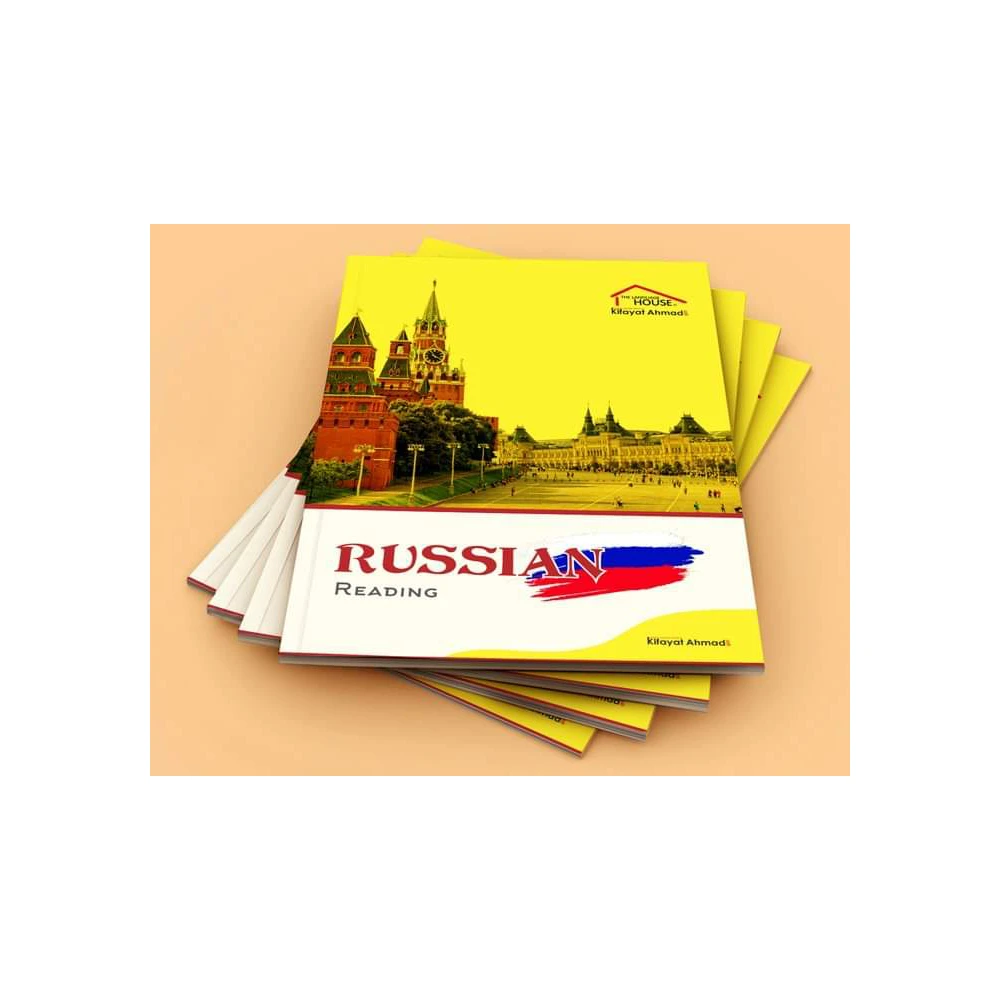 THE LANGUAGE
HOUSE
Kifayat Ahmad
RUSSIAN
READING
Kifayat Ahmad